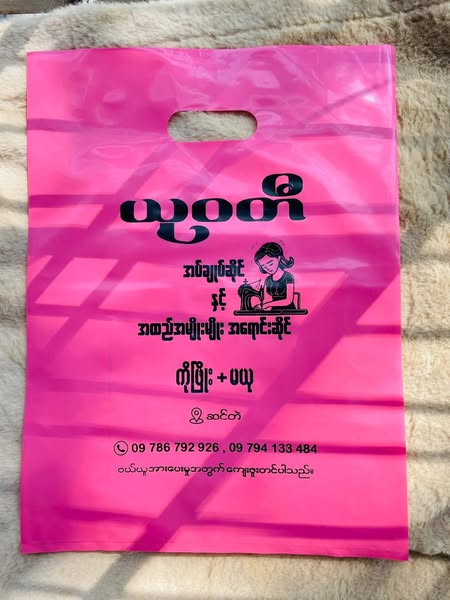 ယုဝတီ
အပ်ချုပ်ဆိုင်
နှင့်
အထည်အမျိုးမျိုး အရောင်းဆိုင်
ကိုဖြိုး + မယု
ဆင်တဲ
09 786 792 926 , 09 794 133 484
ဝယ်ယူအားပေးမှုအတွက် ကျေးဇူးတင်ပါသည်။